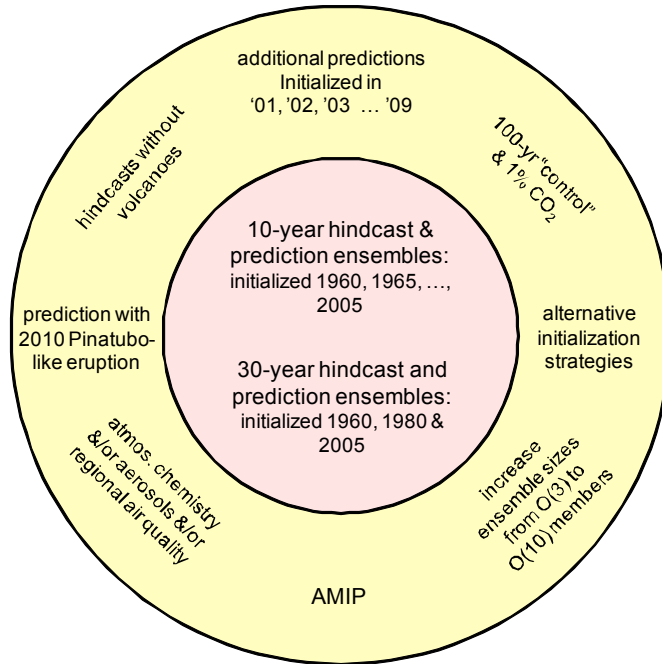 additional predictions
Initialized in
'01, '02, '03 … '09
hindcasts without
volcanoes
100-yr "control"
& 1% CO2
10-year hindcast &
prediction ensembles:
initialized 1960, 1965, …,
2005
prediction with
2010 Pinatubo-
like eruption
alternative
initialization
strategies
30-year hindcast and
prediction ensembles:
initialized 1960, 1980 &
2005
atmos. chemistry
&/or aerosols &/or
regional air quality
increase
ensemble sizes
from O(3) to
O(10) members
AMIP